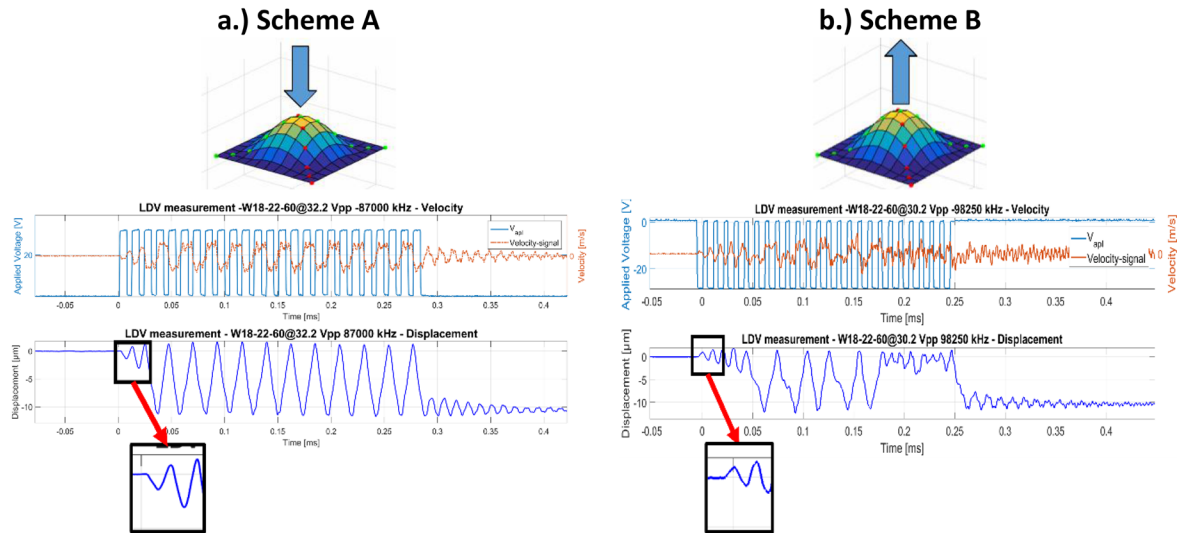 a.) Scheme A
LDV measurement -W18-22-60@32.2 Vpp -87000 kHz - Velocity
Applied Voltage [V]
20
V_apl
Velocity-signal
0
Velocity [m/s]
-0.05 0 0.05 0.1 0.15 0.2 0.25 0.3 0.35 0.4
Time [ms]
LDV measurement - W18-22-60@32.2 Vpp 87000 kHz - Displacement
Displacement [µm]
0
-5
-10
-0.05 0 0.05 0.1 0.15 0.2 0.25 0.3 0.35 0.4
Time [ms]
b.) Scheme B
LDV measurement -W18-22-60@30.2 Vpp -98250 kHz - Velocity
Applied Voltage [V]
0
-20
V_apl
Velocity-signal
0
Velocity [m/s]
-0.05 0 0.05 0.1 0.15 0.2 0.25 0.3 0.35 0.4
Time [ms]
LDV measurement - W18-22-60@30.2 Vpp 98250 kHz - Displacement
Displacement [µm]
0
-5
-10
-0.05 0 0.05 0.1 0.15 0.2 0.25 0.3 0.35 0.4
Time [ms]